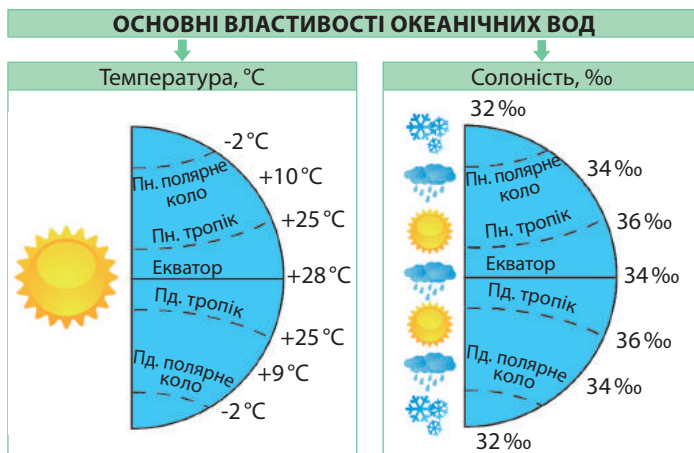 ОСНОВНІ ВЛАСТИВОСТІ ОКЕАНІЧНИХ ВОД
Температура, °C
-2 °C
Пн. полярне
коло
+10 °C
Пн. тропік
+25 °C
Екватор
+28 °C
Пд. тропік
+25 °C
Пд. полярне
коло
+9 °C
-2 °C
Солоність, ‰
32 ‰
Пн. полярне
коло
34 ‰
Пн. тропік
36 ‰
Екватор
34 ‰
Пд. тропік
36 ‰
Пд. полярне
коло
34 ‰
32 ‰